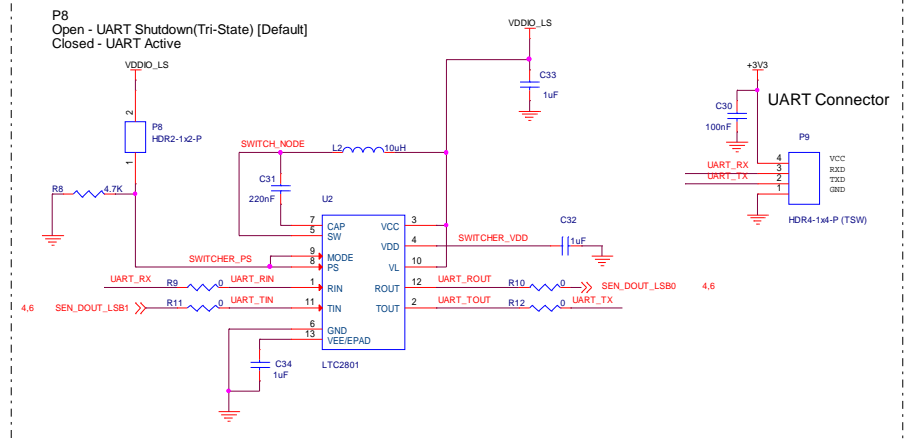 P8
Open - UART Shutdown(Tri-State) [Default]
Closed - UART Active
VDDIO_LS
VDDIO_LS
+3V3
C33
1uF
UART Connector
C30
100nF
2
P8
HDR2-1x2-P
1
P9
SWITCH_NODE
L2
10uH
4
VCC
UART_RX
3
RXD
UART_TX
2
TXD
1
GND
HDR4-1x4-P (TSW)
R8
4.7K
C31
220nF
U2
C32
1uF
7
CAP
VCC
3
5
SW
VDD
4
SWITCHER_VDD
SWITCHER_PS
9
MODE
8
PS
VL
10
UART_RX
R9
0
UART_RIN
1
RIN
ROUT
12
UART_ROUT
R10
0
SEN_DOUT_LSB0
4,6
4,6
SEN_DOUT_LSB1
R11
0
UART_TIN
11
TIN
TOUT
2
UART_TOUT
R12
0
UART_TX
6
GND
13
VEE/EPAD
C34
1uF
LTC2801